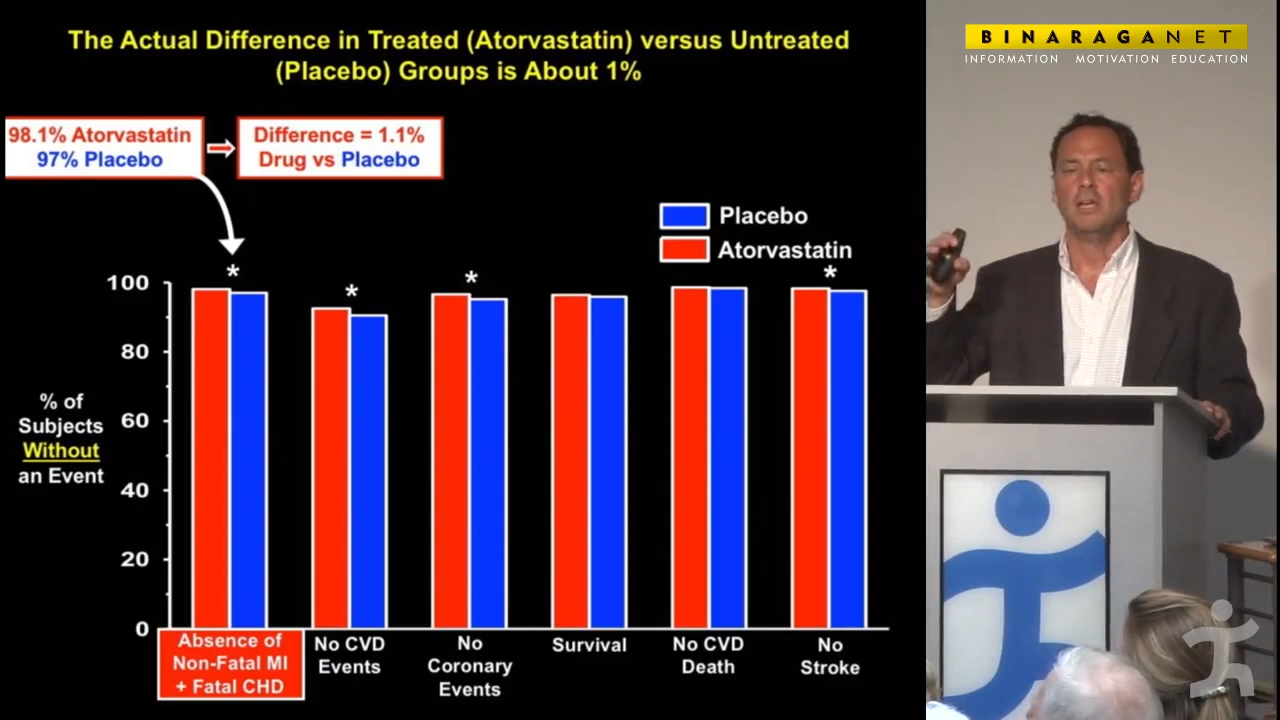 The Actual Difference in Treated (Atorvastatin) versus Untreated
(Placebo) Groups is About 1%
BINARAGANET
INFORMATION MOTIVATION EDUCATION
98.1% Atorvastatin
97% Placebo
Difference = 1.1%
Drug vs Placebo
Placebo
Atorvastatin
% of
Subjects
Without
an Event
100
80
60
40
20
0
*
*
*
*
Absence of
Non-Fatal MI
+ Fatal CHD
No CVD
Events
No
Coronary
Events
Survival
No CVD
Death
No
Stroke